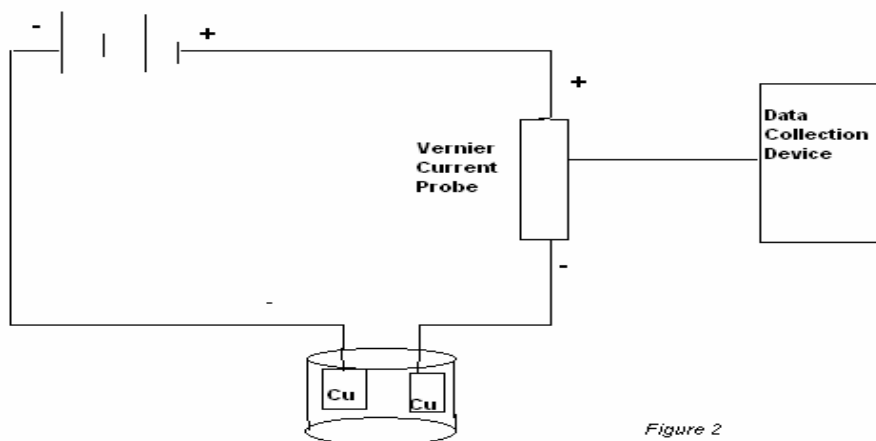 -
+
+
Data
Collection
Device
Vernier
Current
Probe
-
-
Cu
Cu
Figure 2